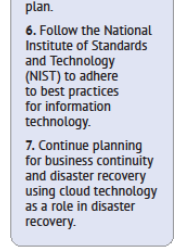 plan.
6. Follow the National
Institute of Standards
and Technology
(NIST) to adhere
to best practices
for information
technology.
7. Continue planning
for business continuity
and disaster recovery
using cloud technology
as a role in disaster
recovery.